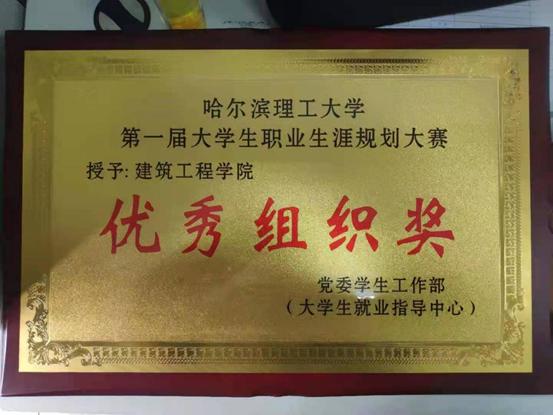 哈尔滨理工大学
第一届大学生职业生涯规划大赛
授予:建筑工程学院
优秀组织奖
党委学生工作部
（大学生就业指导中心）